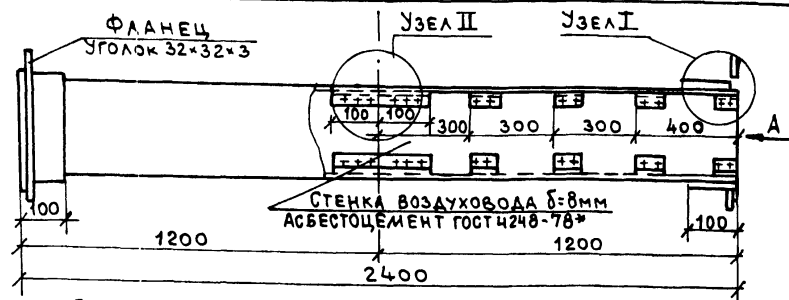 ФЛАНЕЦ
УГОЛОК 32×32×3
УЗЕЛ II
УЗЕЛ I
100 100 300 300 300 400
А
СТЕНКА ВОЗДУХОВОДА δ=8мм
АСБЕСТОЦЕМЕНТ ГОСТ 4248-78*
100 100
1200 1200
2400